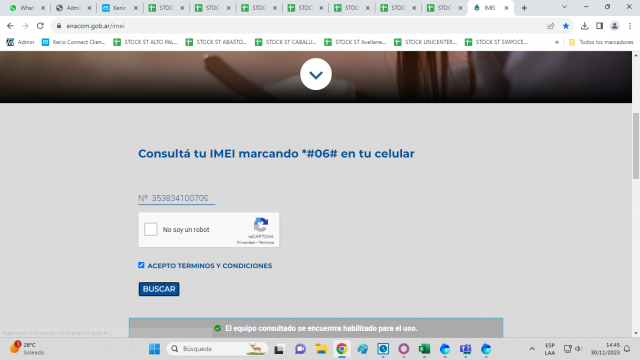 What
Admi
Kerio
STOC
STOC
STOC
STOC
STOC
STOC
IMEI
enacom.gob.ar/imei
Admin
Kerio Connect Clien...
STOCK ST ALTO PAL...
STOCK ST ABASTO...
STOCK ST CABALLI...
STOCK ST Avellane...
STOCK UNICENTER...
STOCK ST SWPOCE...
Todos los marcadores
Consultá tu IMEI marcando *#06# en tu celular
Nº 353834100709
No soy un robot
reCAPTCHA
Privacidad - Términos
ACEPTO TERMINOS Y CONDICIONES
BUSCAR
El equipo consultado se encuentra habilitado para el uso.
28°C
Soleado
Búsqueda
ESP
LAA
14:45
30/11/2023